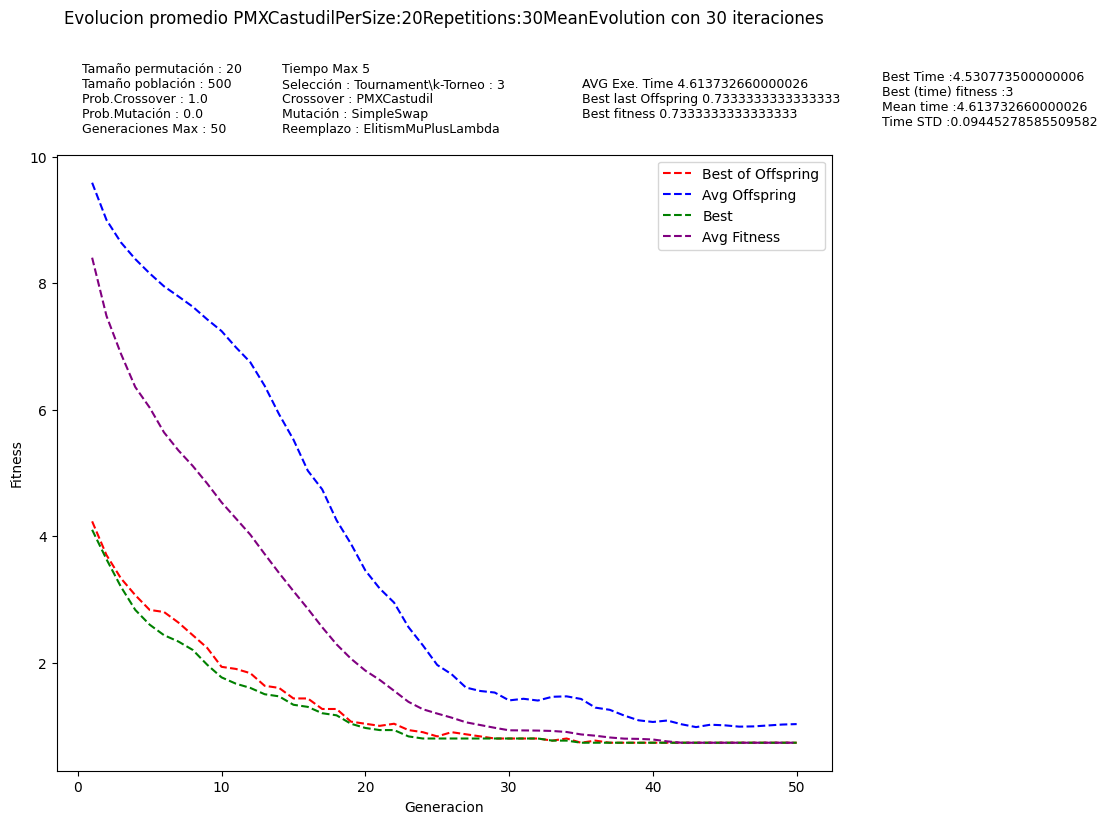 Evolucion promedio PMXCastudilPerSize:20Repetitions:30MeanEvolution con 30 iteraciones
Tamaño permutación : 20
Tamaño población : 500
Prob.Crossover : 1.0
Prob.Mutación : 0.0
Generaciones Max : 50
Tiempo Max 5
Selección : Tournament\k-Torneo : 3
Crossover : PMXCastudil
Mutación : SimpleSwap
Reemplazo : ElitismMuPlusLambda
AVG Exe. Time 4.613732660000026
Best last Offspring 0.7333333333333333
Best fitness 0.7333333333333333
Best Time :4.530773500000006
Best (time) fitness :3
Mean time :4.613732660000026
Time STD :0.09445278585509582
Best of Offspring
Avg Offspring
Best
Avg Fitness
Fitness
10
8
6
4
2
0
10
20
30
40
50
Generacion